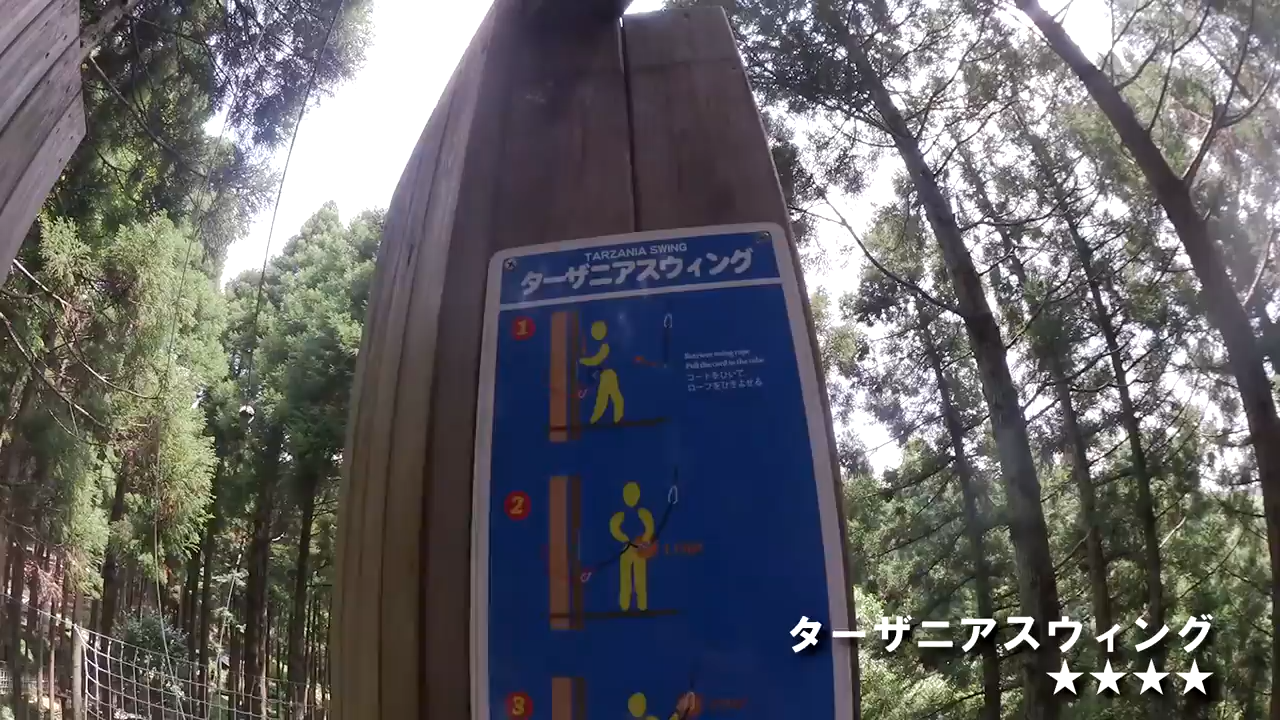 TARZANIA SWING
ターザニアスウィング
1
Retrieve swing rope
Pull the cord to the tube
コードをひいて、
ロープをひきよせる
2
3
ターザニアスウィング
★★★★